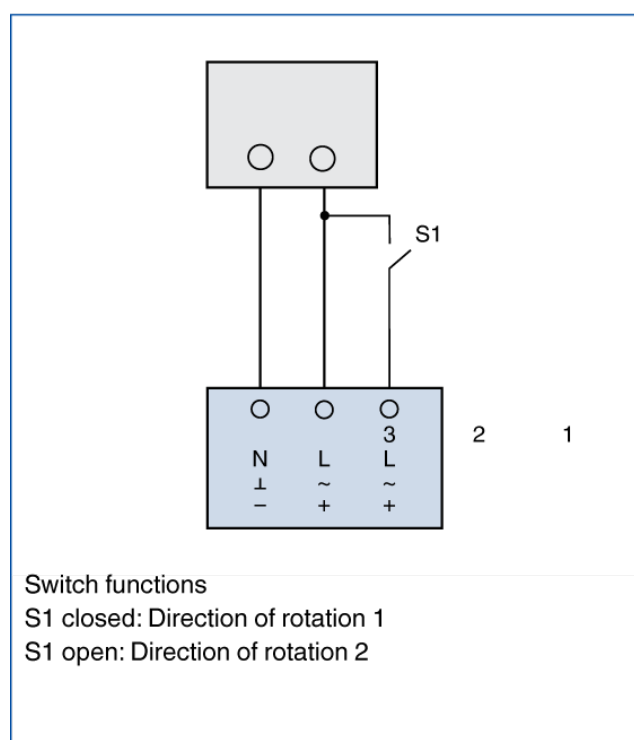 S1
3 2 1
N L L
⊥ ~ ~
− + +
Switch functions
S1 closed: Direction of rotation 1
S1 open: Direction of rotation 2